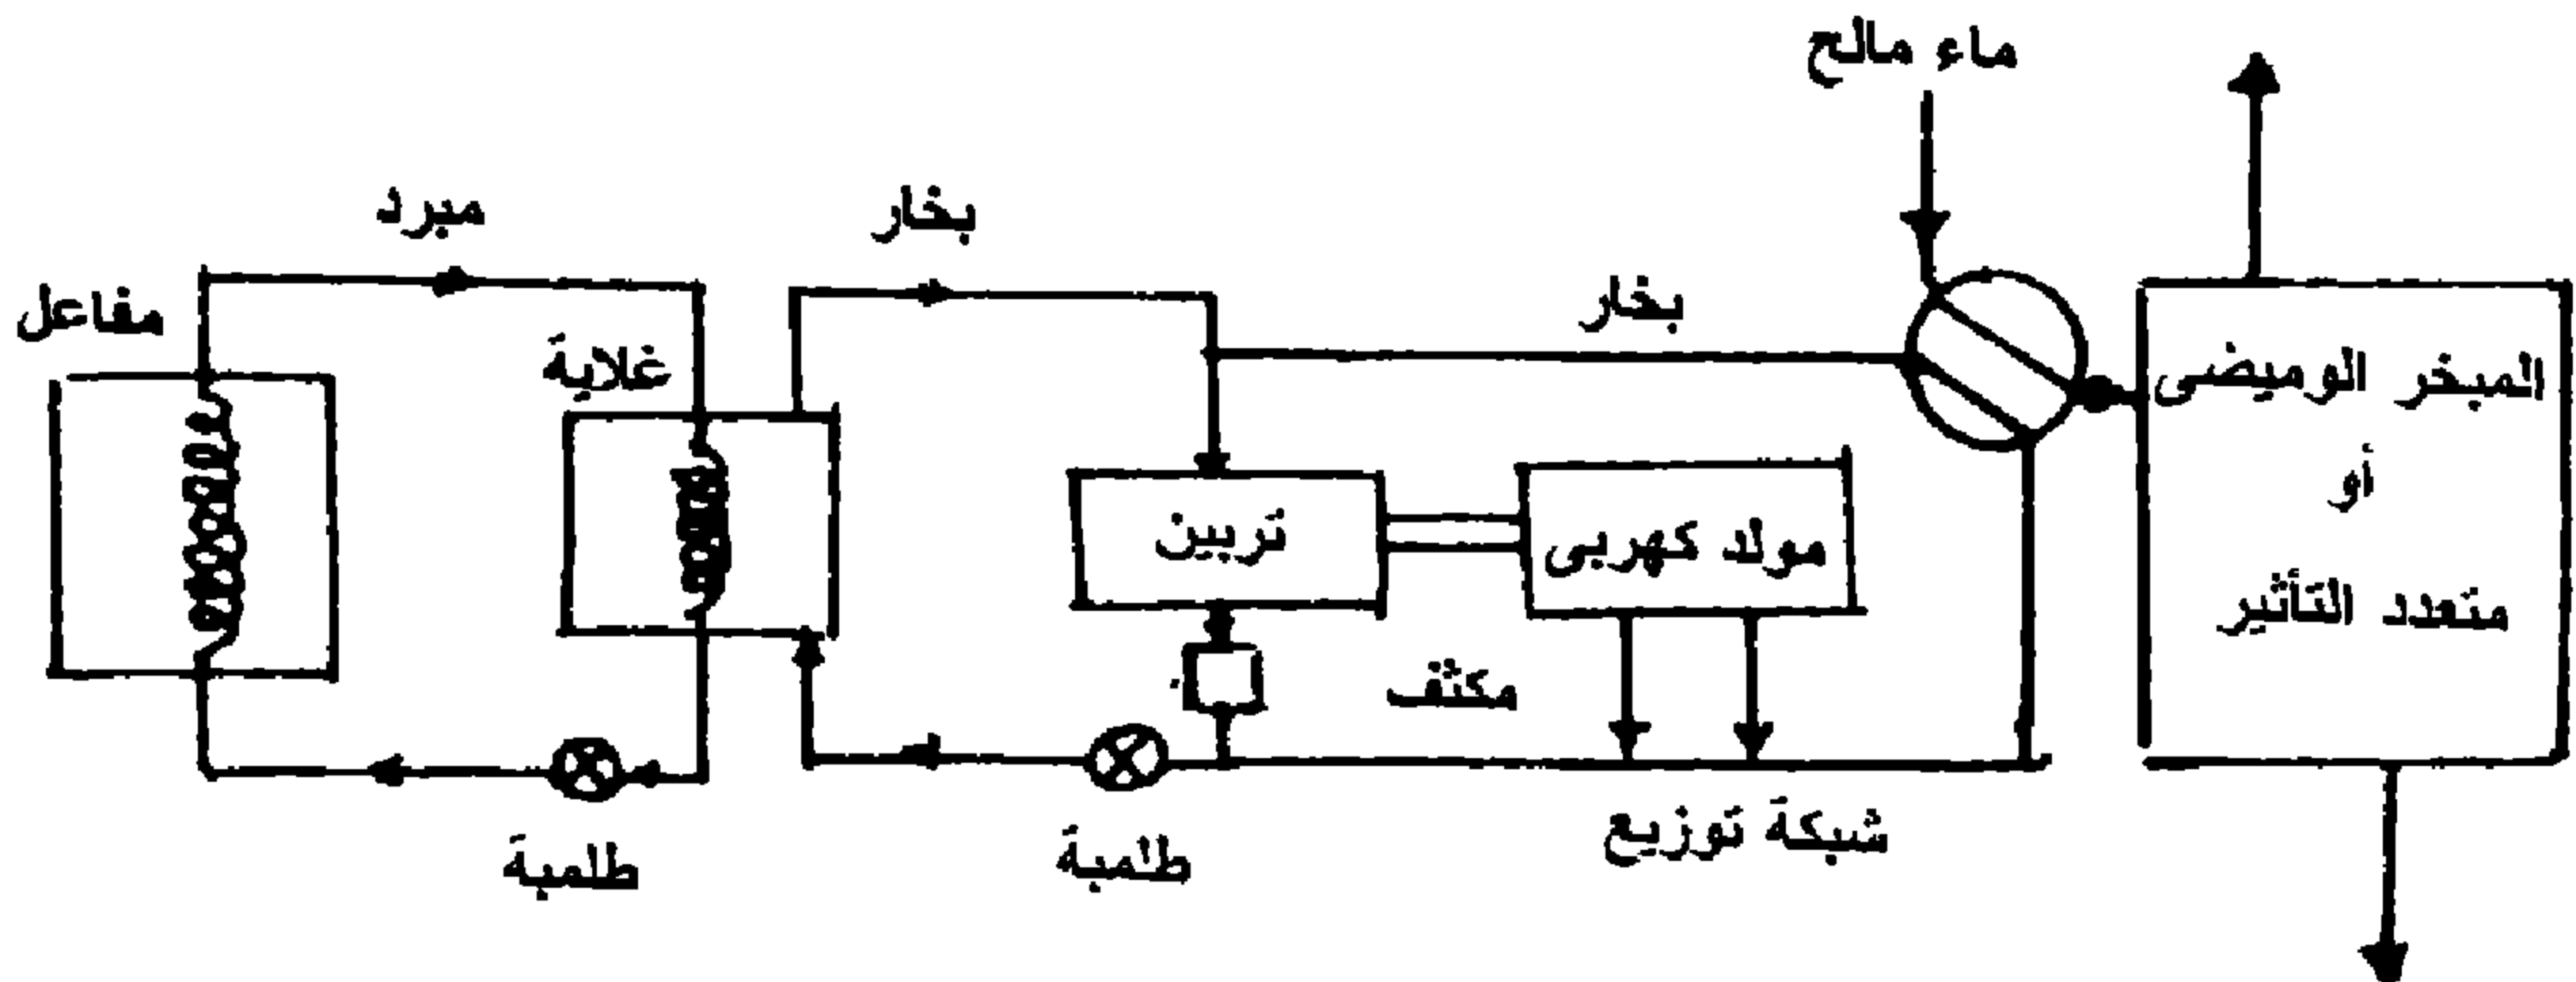 ماء مالح
مبرد
بخار
بخار
مفاعل
غلاية
المبخر الوميضى
أو
متعدد التأثير
تربين
مولد كهربى
مكثف
شبكة توزيع
طلمبة
طلمبة